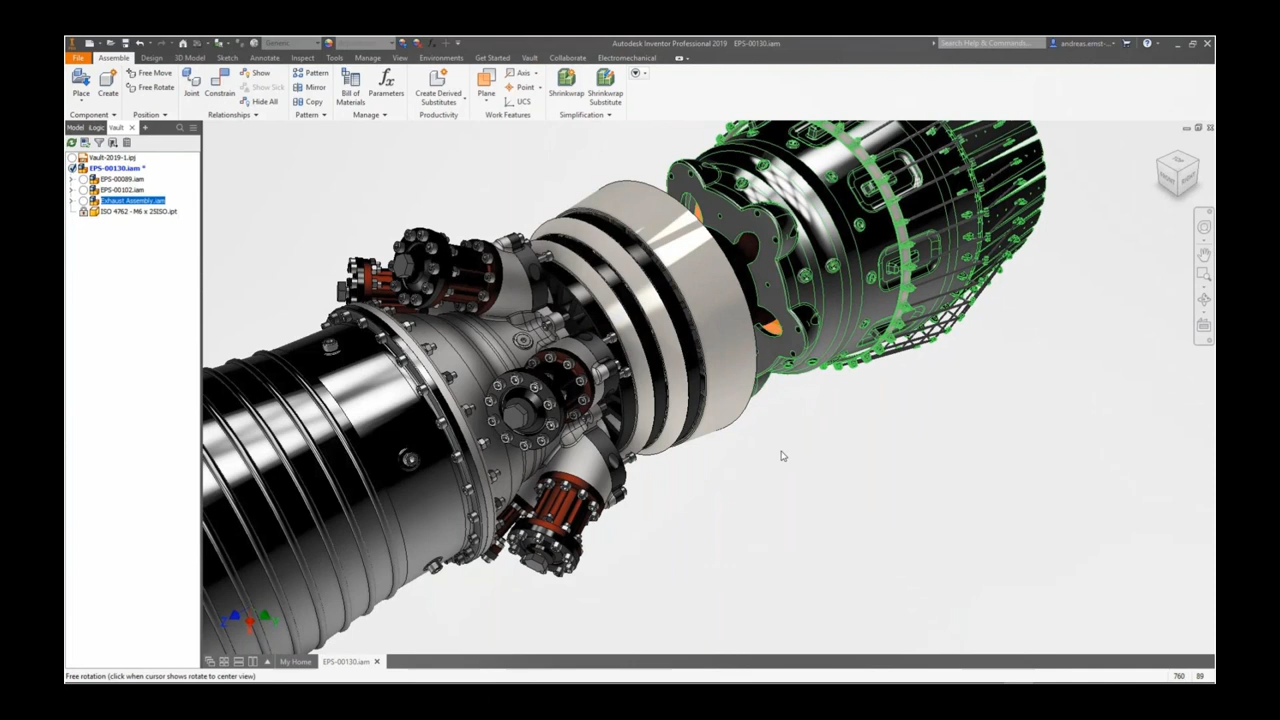 Generic
Autodesk Inventor Professional 2019 EPS-00130.iam
Search Help & Commands...
andreas.ernst-...
File Assemble Design 3D Model Sketch Annotate Inspect Tools Manage View Environments Get Started Vault Collaborate Electromechanical
Place Create Free Move Free Rotate Joint Constrain Show Show Sick Hide All Pattern Mirror Copy Bill of Materials Parameters Create Derived Substitutes Plane Axis Point UCS Shrinkwrap Shrinkwrap Substitute
Component Position Relationships Pattern Manage Productivity Work Features Simplification
Model iLogic Vault
Vault-2019-1.ipj
EPS-00130.iam *
EPS-00089.iam
EPS-00102.iam
Exhaust Assembly.iam
ISO 4762 - M6 x 25ISO.ipt
TOP
FRONT RIGHT
My Home EPS-00130.iam
Free rotation (click when cursor shows rotate to center view) 760 89